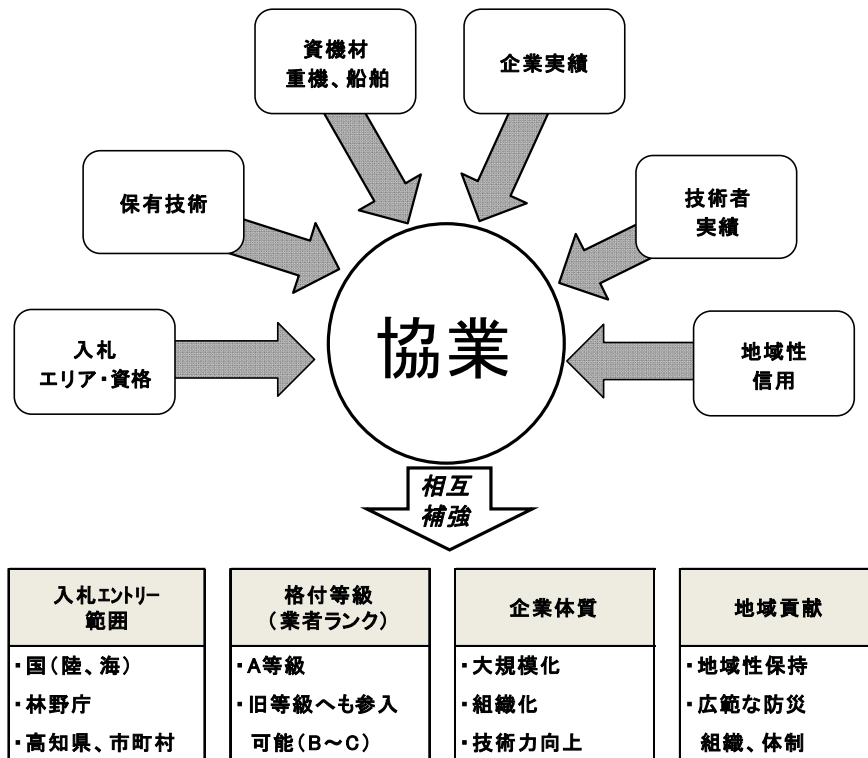 資機材
重機、船舶
企業実績
保有技術
技術者
実績
入札
エリア・資格
協業
地域性
信用
相互
補強
入札エントリー
範囲
・国(陸、海)
・林野庁
・高知県、市町村
格付等級
(業者ランク)
・A等級
・旧等級へも参入
可能(B～C)
企業体質
・大規模化
・組織化
・技術力向上
地域貢献
・地域性保持
・広範な防災
組織、体制